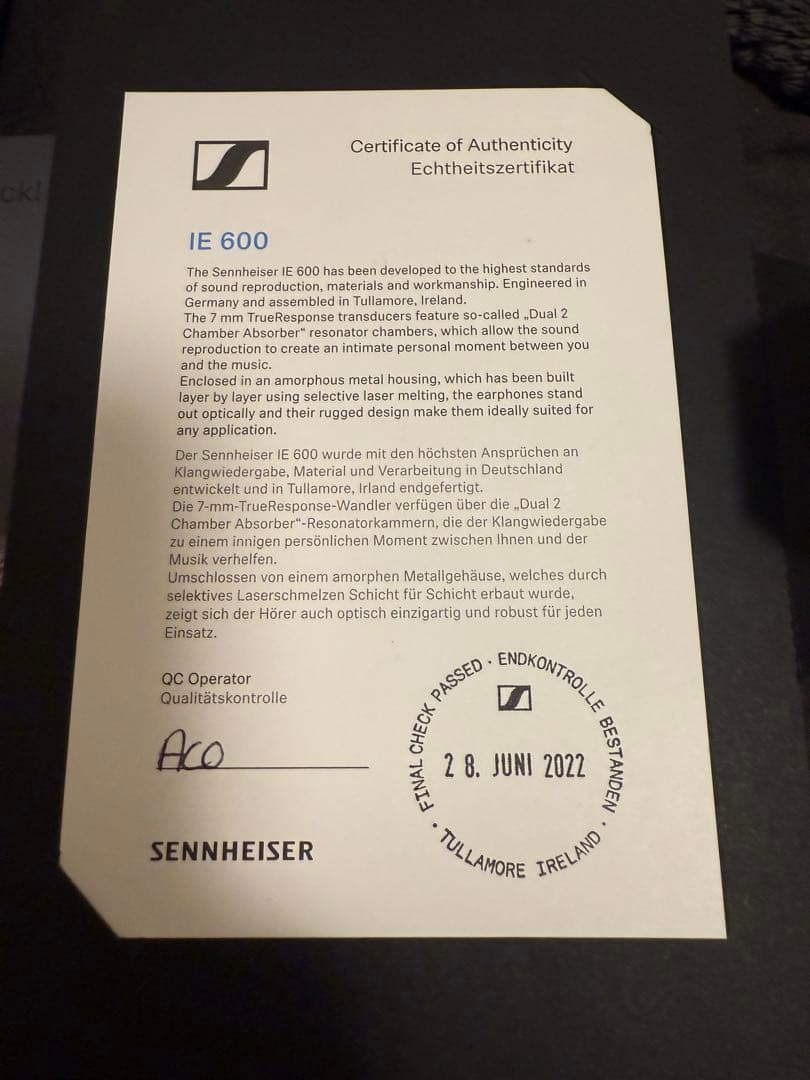 ck!
Certificate of Authenticity
Echtheitszertifikat
IE 600
The Sennheiser IE 600 has been developed to the highest standards
of sound reproduction, materials and workmanship. Engineered in
Germany and assembled in Tullamore, Ireland.
The 7 mm TrueResponse transducers feature so-called „Dual 2
Chamber Absorber“ resonator chambers, which allow the sound
reproduction to create an intimate personal moment between you
and the music.
Enclosed in an amorphous metal housing, which has been built
layer by layer using selective laser melting, the earphones stand
out optically and their rugged design make them ideally suited for
any application.
Der Sennheiser IE 600 wurde mit den höchsten Ansprüchen an
Klangwiedergabe, Material und Verarbeitung in Deutschland
entwickelt und in Tullamore, Irland endgefertigt.
Die 7-mm-TrueResponse-Wandler verfügen über die „Dual 2
Chamber Absorber“-Resonatorkammern, die der Klangwiedergabe
zu einem innigen persönlichen Moment zwischen Ihnen und der
Musik verhelfen.
Umschlossen von einem amorphen Metallgehäuse, welches durch
selektives Laserschmelzen Schicht für Schicht erbaut wurde,
zeigt sich der Hörer auch optisch einzigartig und robust für jeden
Einsatz.
QC Operator
Qualitätskontrolle
ACO
SENNHEISER
FINAL CHECK PASSED · ENDKONTROLLE BESTANDEN ·
28. JUNI 2022
· TULLAMORE IRELAND ·